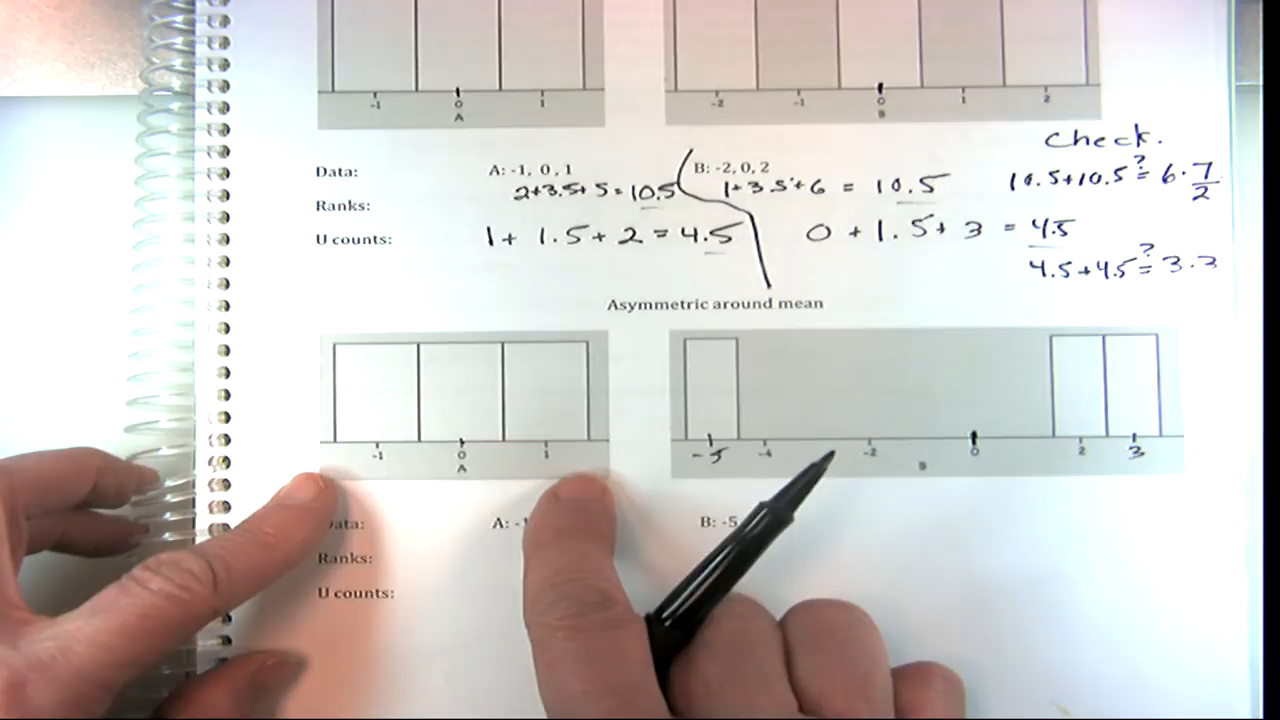 -1 0 1
A
-2 -1 0 1 2
B
Check.
Data: A: -1, 0, 1 B: -2, 0, 2
2+3.5+5=10.5 1+3.5+6 = 10.5 10.5+10.5 ?= 6·7/2
Ranks:
U counts: 1+ 1.5+2=4.5 0 + 1.5+ 3 = 4.5
4.5+4.5 ?= 3·3
Asymmetric around mean
-1 0 1
A
-5 -4 -2 0 2 3
B
A: -1 B: -5
Ranks:
U counts: